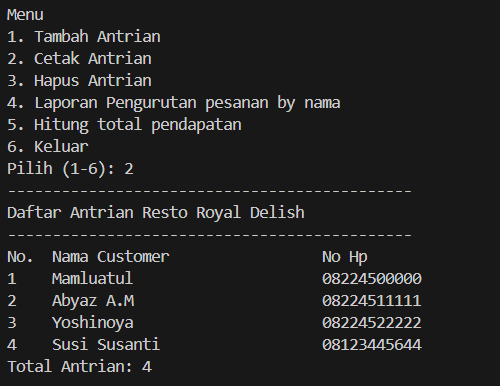 Menu
1. Tambah Antrian
2. Cetak Antrian
3. Hapus Antrian
4. Laporan Pengurutan pesanan by nama
5. Hitung total pendapatan
6. Keluar
Pilih (1-6): 2
---------------------------------------------
Daftar Antrian Resto Royal Delish
---------------------------------------------
No.  Nama Customer                 No Hp
1    Mamluatul                     08224500000
2    Abyaz A.M                     08224511111
3    Yoshinoya                     08224522222
4    Susi Susanti                  08123445644
Total Antrian: 4